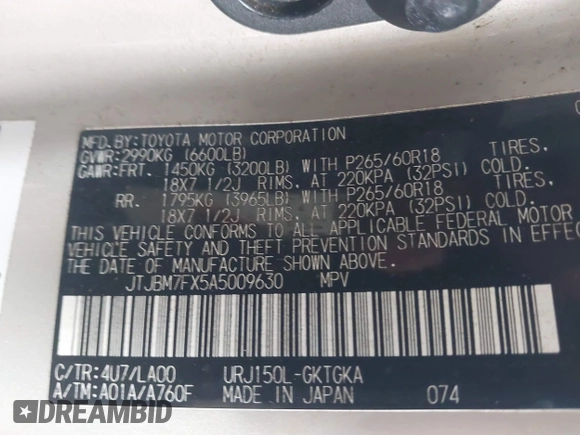 MFD.BY:TOYOTA MOTOR CORPORATION
GVWR:2990KG (6600LB)
GAWR:FRT. 1450KG (3200LB) WITH P265/60R18
18X7 1/2J RIMS, AT 220KPA (32PSI) COLD.
RR. 1795KG (3965LB) WITH P265/60R18
18X7 1/2J RIMS, AT 220KPA (32PSI) COLD.
THIS VEHICLE CONFORMS TO ALL APPLICABLE FEDERAL MOTOR
VEHICLE SAFETY AND THEFT PREVENTION STANDARDS IN EFFEC
THE DATE OF MANUFACTURE SHOWN ABOVE.
JTJBM7FX5A5009630 MPV
C/TR:4U7/LA00 URJ150L-GKTGKA
A/TM:A01A/A760F MADE IN JAPAN 074
DREAMBID